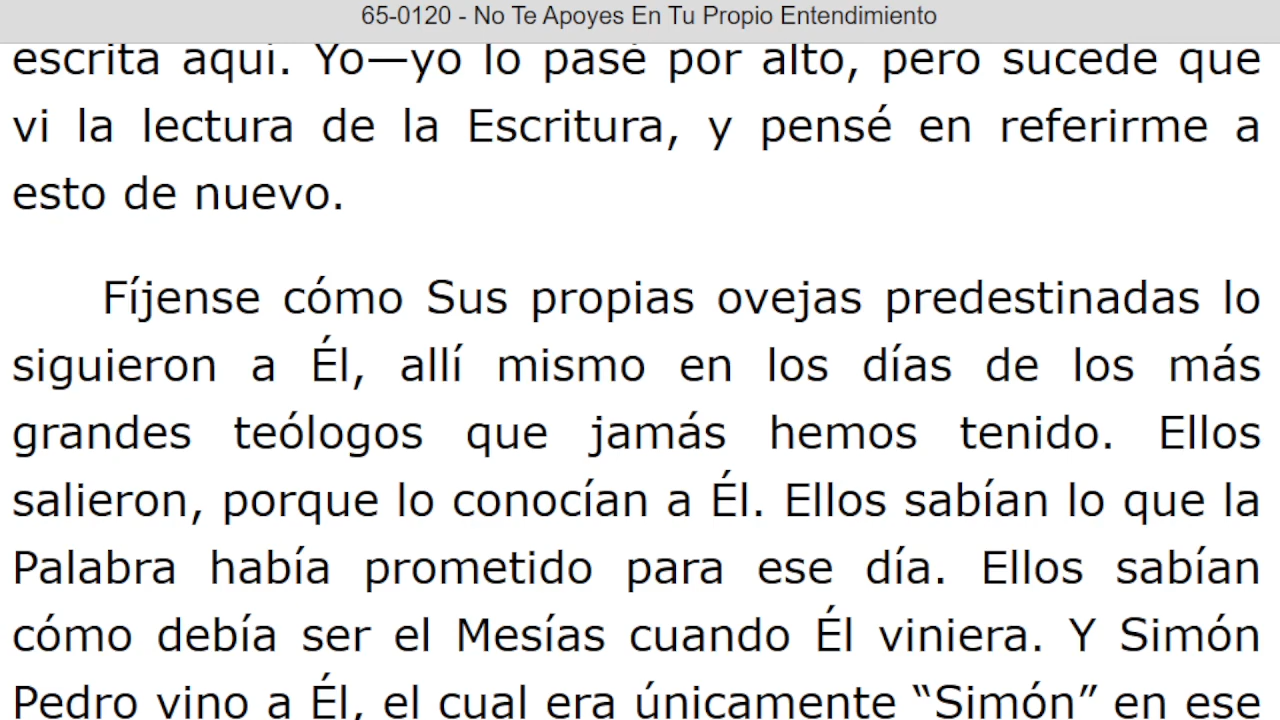 65-0120 - No Te Apoyes En Tu Propio Entendimiento
escrita aquí. Yo—yo lo pasé por alto, pero sucede que
vi la lectura de la Escritura, y pensé en referirme a
esto de nuevo.
Fíjense cómo Sus propias ovejas predestinadas lo
siguieron a Él, allí mismo en los días de los más
grandes teólogos que jamás hemos tenido. Ellos
salieron, porque lo conocían a Él. Ellos sabían lo que la
Palabra había prometido para ese día. Ellos sabían
cómo debía ser el Mesías cuando Él viniera. Y Simón
Pedro vino a Él, el cual era únicamente “Simón” en ese